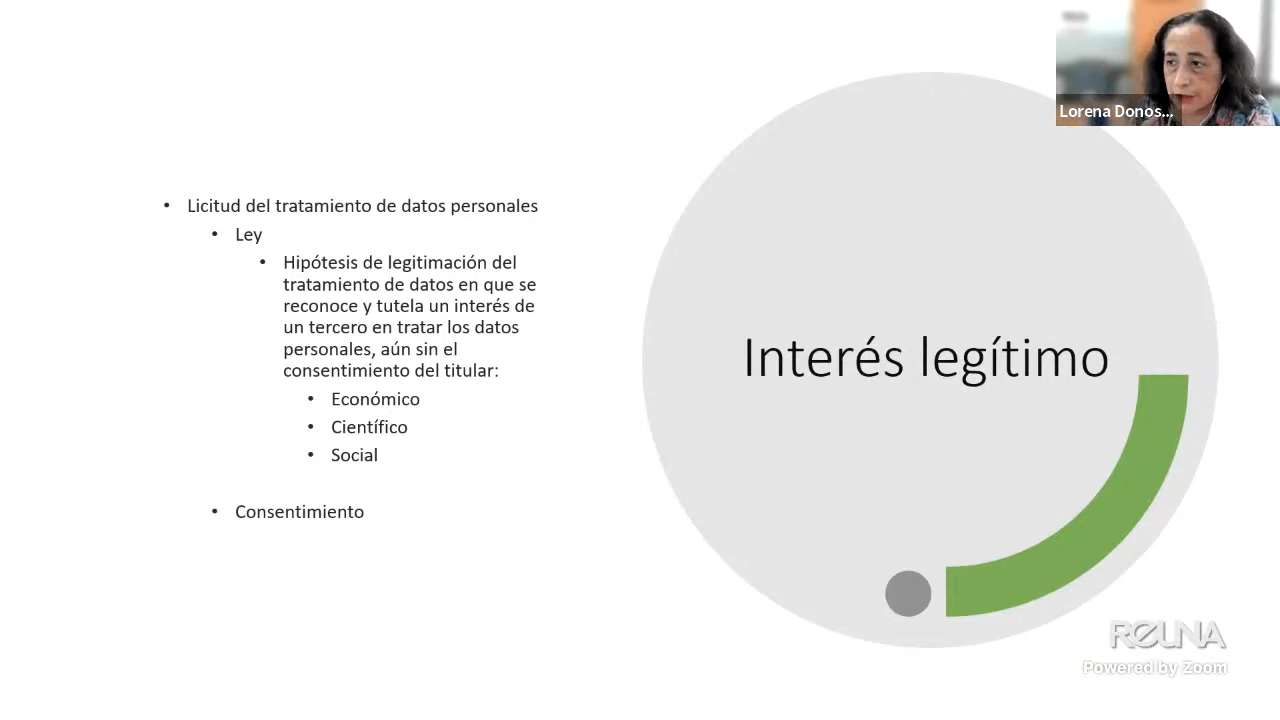 Lorena Donos...
• Licitud del tratamiento de datos personales
• Ley
• Hipótesis de legitimación del
tratamiento de datos en que se
reconoce y tutela un interés de
un tercero en tratar los datos
personales, aún sin el
consentimiento del titular:
• Económico
• Científico
• Social
• Consentimiento
Interés legítimo
REUNA
Powered by Zoom